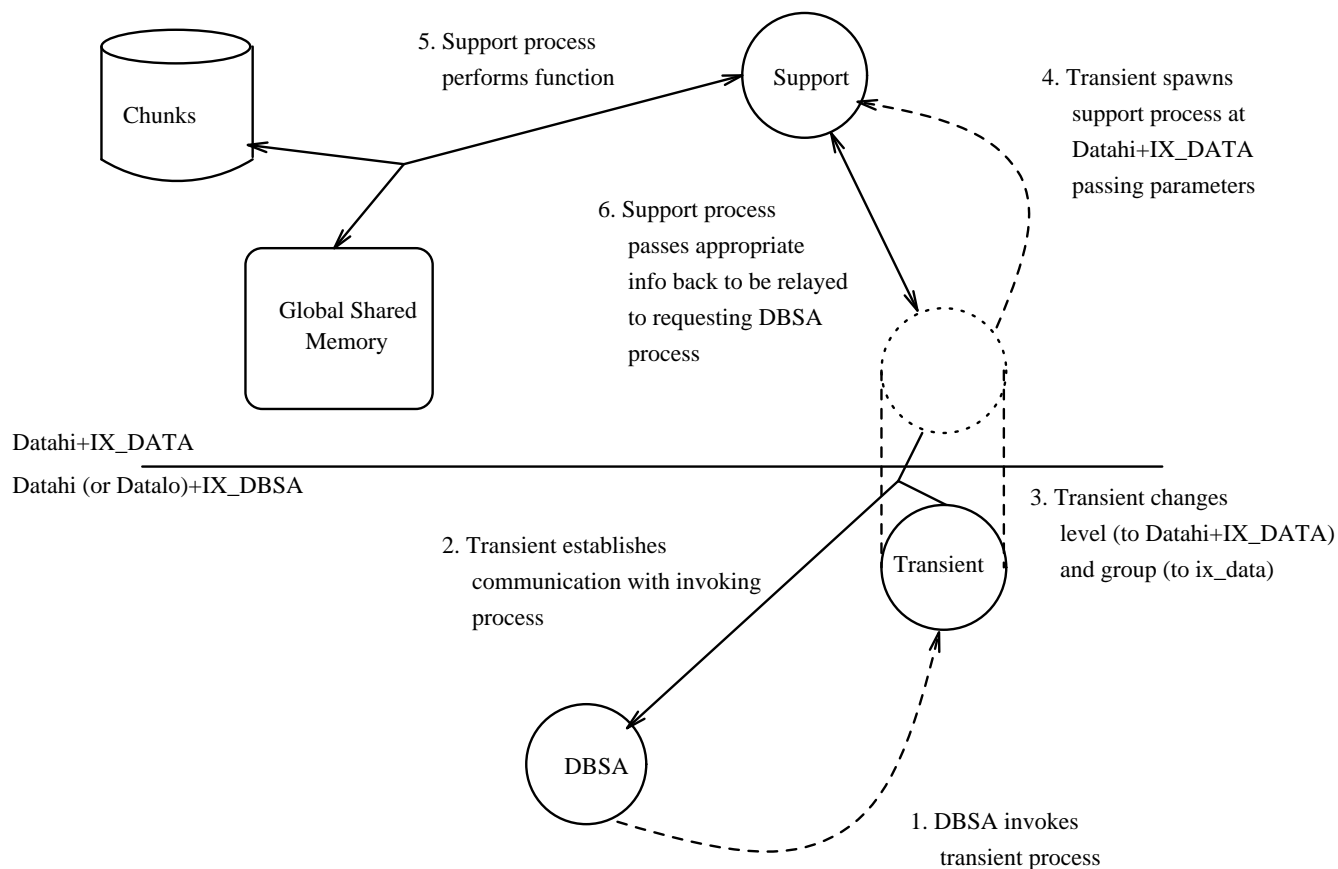 5. Support process
performs function
Support
4. Transient spawns
support process at
Datahi+IX_DATA
passing parameters
Chunks
6. Support process
passes appropriate
info back to be relayed
to requesting DBSA
process
Global Shared
Memory
Datahi+IX_DATA
Datahi (or Datalo)+IX_DBSA
3. Transient changes
level (to Datahi+IX_DATA)
and group (to ix_data)
2. Transient establishes
communication with invoking
process
Transient
DBSA
1. DBSA invokes
transient process